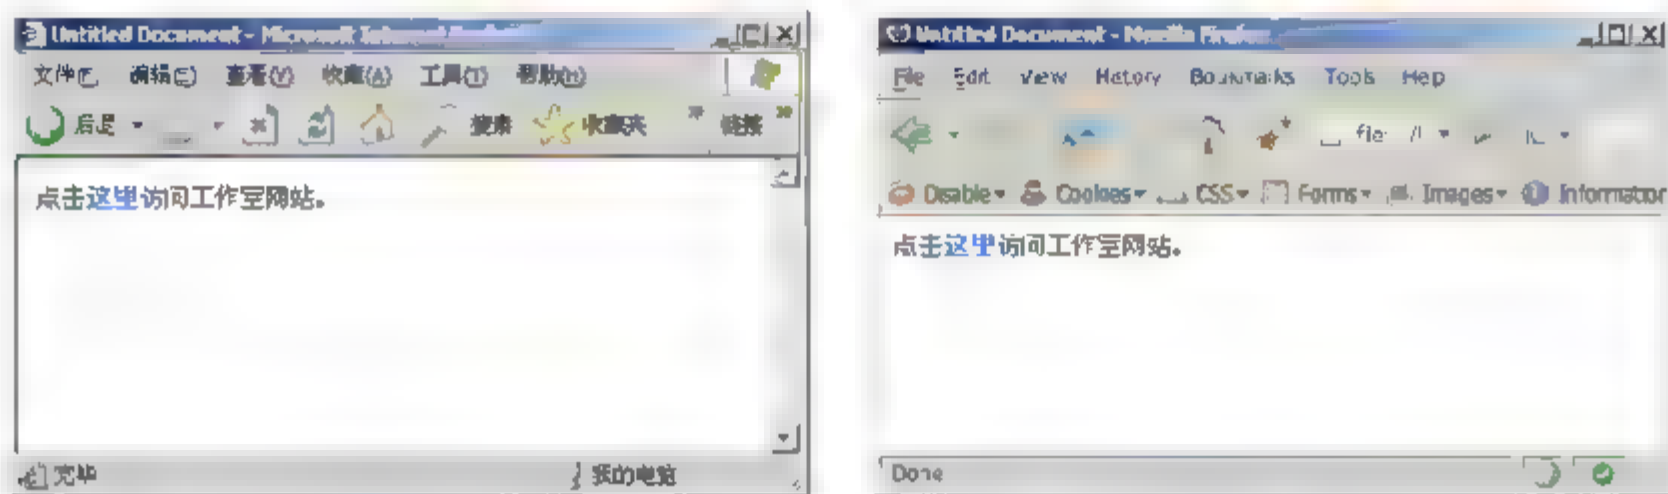 Untitled Document - Microsoft
文件(F) 编辑(E) 查看(V) 收藏(A) 工具(T) 帮助(H)
后退 搜索 收藏夹 » 链接 »
点击这里访问工作室网站。
完毕 我的电脑
Untitled Document - Mozilla Firefox
File Edit View History Bookmarks Tools Help
file: //
Disable Cookies CSS Forms Images Information
点击这里访问工作室网站。
Done